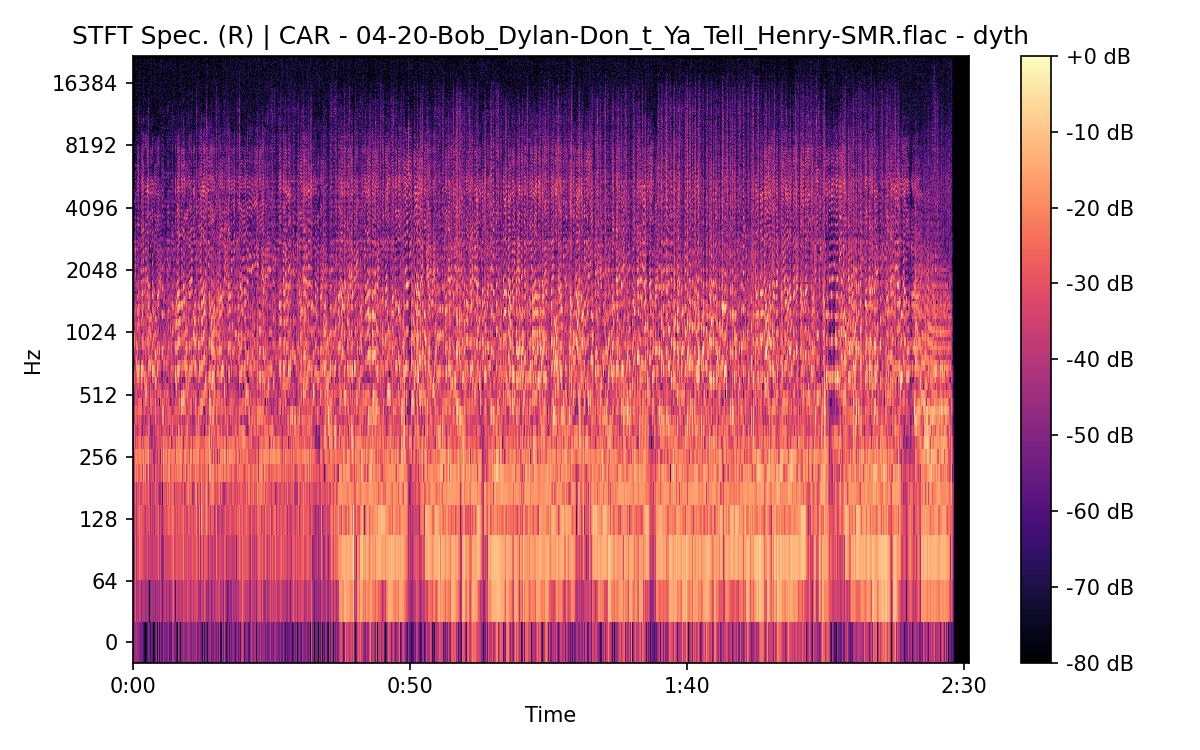 STFT Spec. (R) | CAR - 04-20-Bob_Dylan-Don_t_Ya_Tell_Henry-SMR.flac - dyth
16384
8192
4096
2048
1024
512
256
128
64
0
Hz
0:00
0:50
1:40
2:30
Time
+0 dB
-10 dB
-20 dB
-30 dB
-40 dB
-50 dB
-60 dB
-70 dB
-80 dB